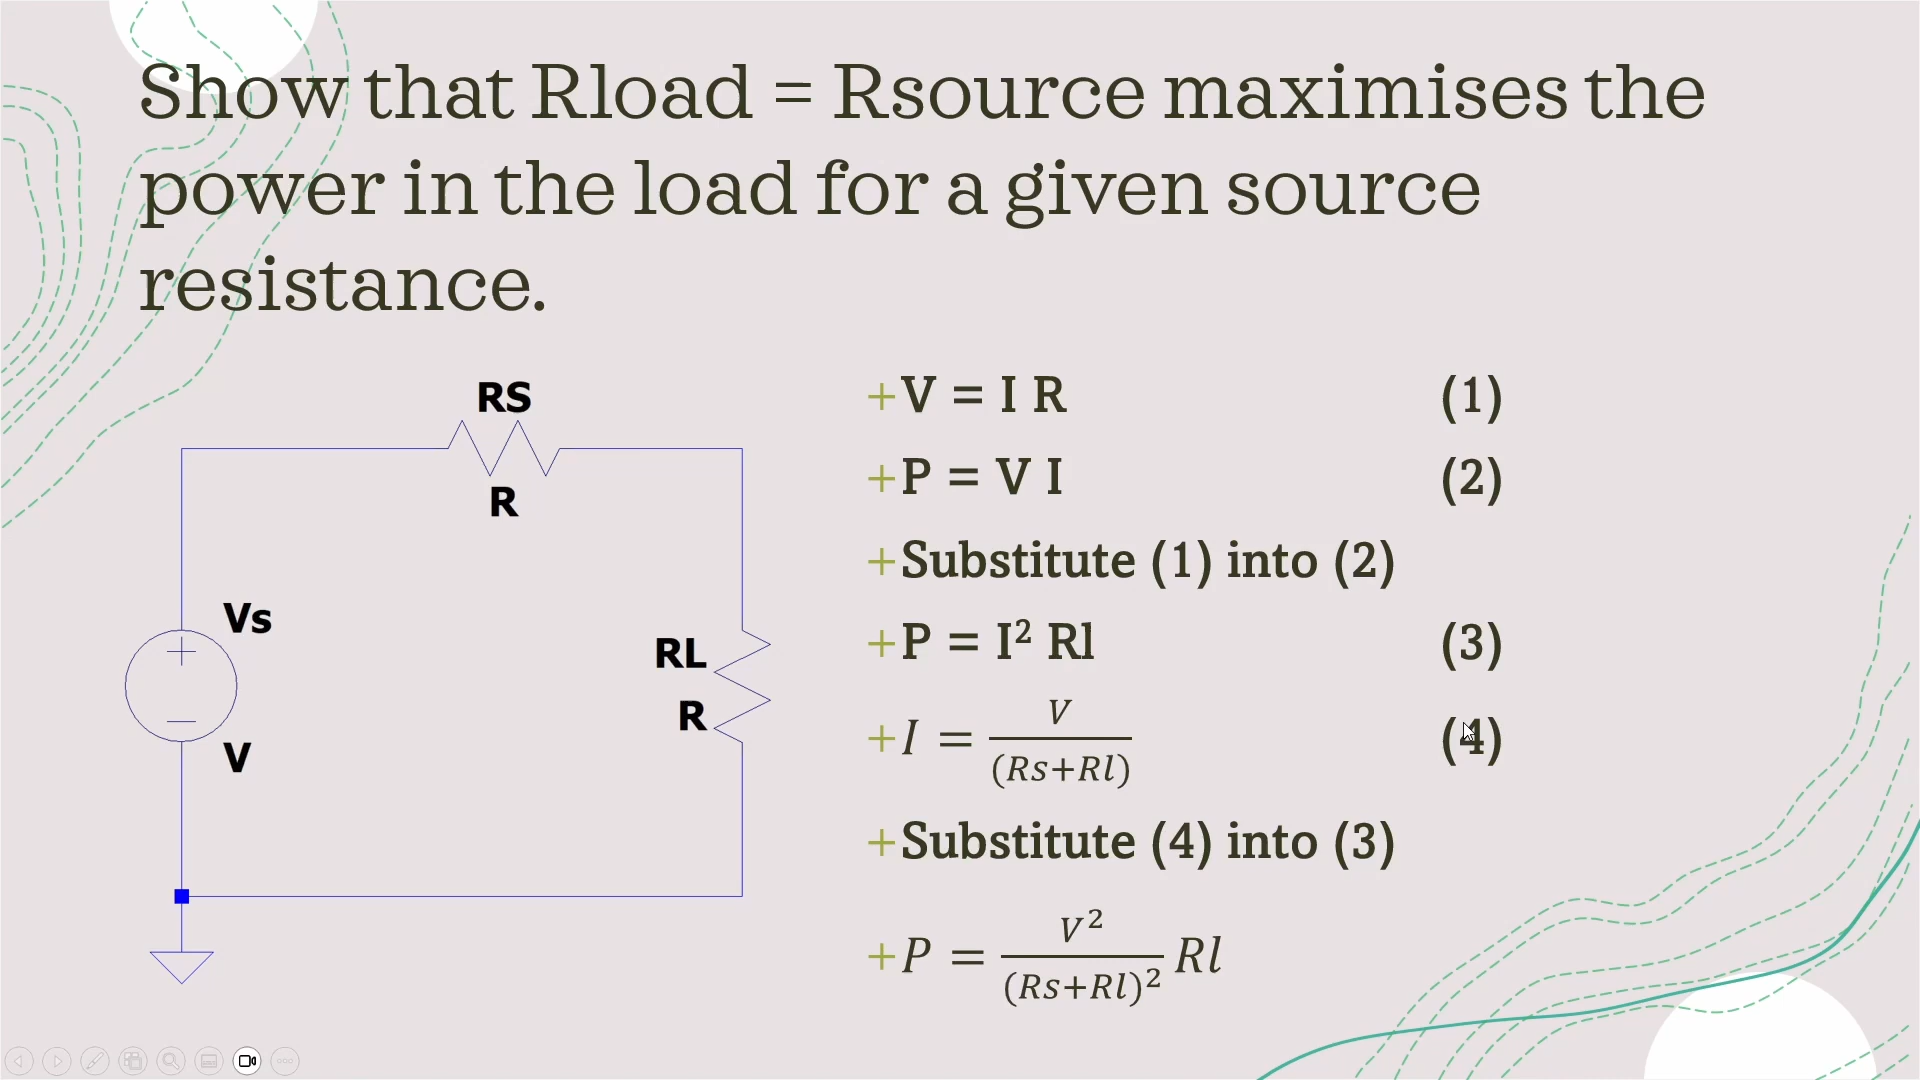 Show that Rload = Rsource maximises the
power in the load for a given source
resistance.
RS
R
Vs
V
RL
R
+V = I R (1)
+P = V I (2)
+Substitute (1) into (2)
+P = I² Rl (3)
+I = V/(Rs+Rl) (4)
+Substitute (4) into (3)
+P = V²/(Rs+Rl)² Rl